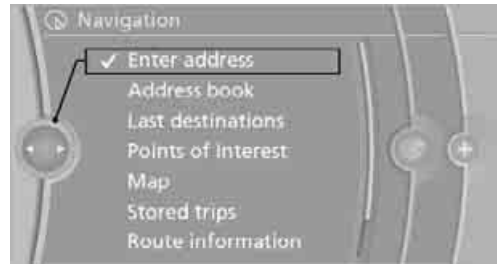 Navigation
Enter address
Address book
Last destinations
Points of Interest
Map
Stored trips
Route information